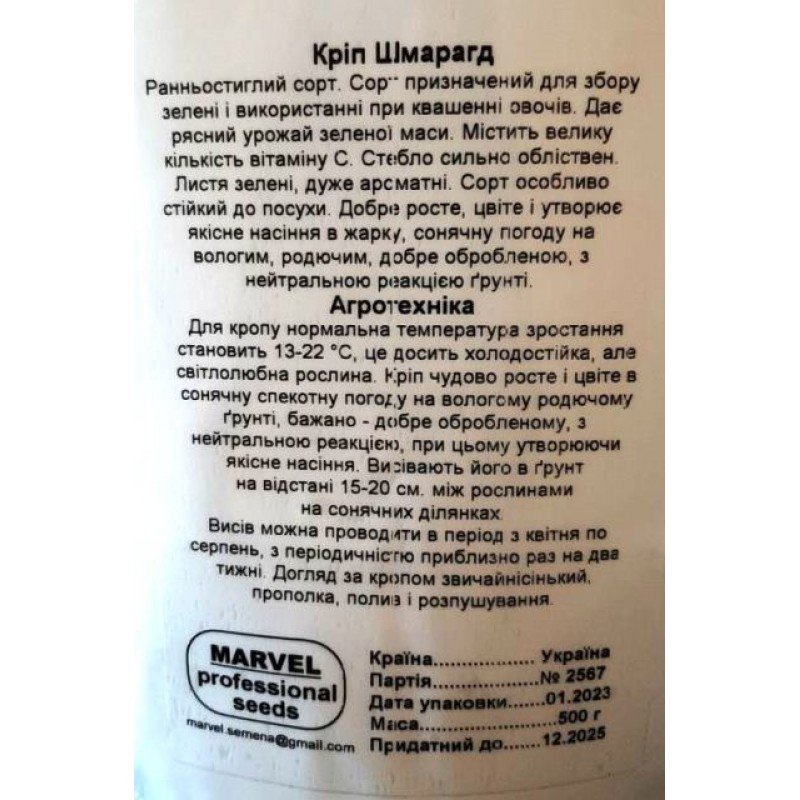 Кріп Шмарагд
Ранньостиглий сорт. Сорт призначений для збору
зелені і використанні при квашенні овочів. Дає
рясний урожай зеленої маси. Містить велику
кількість вітаміну С. Стебло сильно обліствен.
Листя зелені, дуже ароматні. Сорт особливо
стійкий до посухи. Добре росте, цвіте і утворює
якісне насіння в жарку, сонячну погоду на
вологим, родючим, добре обробленою, з
нейтральною реакцією ґрунті.
Агротехніка
Для кропу нормальна температура зростання
становить 13-22 °С, це досить холодостійка, але
світлолюбна рослина. Кріп чудово росте і цвіте в
сонячну спекотну погоду на вологому родючому
ґрунті, бажано - добре обробленому, з
нейтральною реакцією, при цьому утворюючи
якісне насіння. Висівають його в ґрунт
на відстані 15-20 см. між рослинами
на сонячних ділянках
Висів можна проводити в період з квітня по
серпень, з періодичністю приблизно раз на два
тижні. Догляд за кропом звичайнісінький,
прополка, полив і розпушування.
MARVEL
professional
seeds
marvel.semena@gmail.com
Країна.................. Україна
Партія..................№ 2567
Дата упаковки.......01.2023
Маса.......................500 г
Придатний до.......12.2025